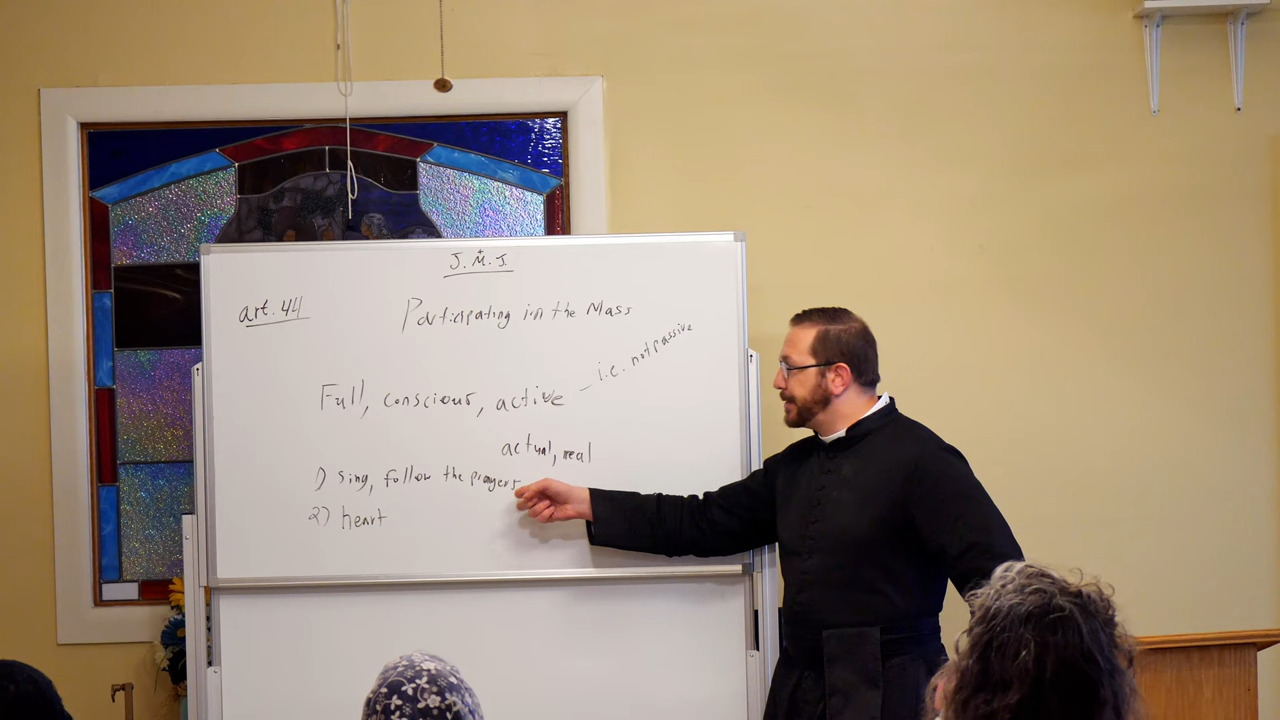 J. M. J.
art. 44
Participating in the Mass
Full, conscious, active – i.e. not passive
actual, real
1) sing, follow the prayers
2) heart